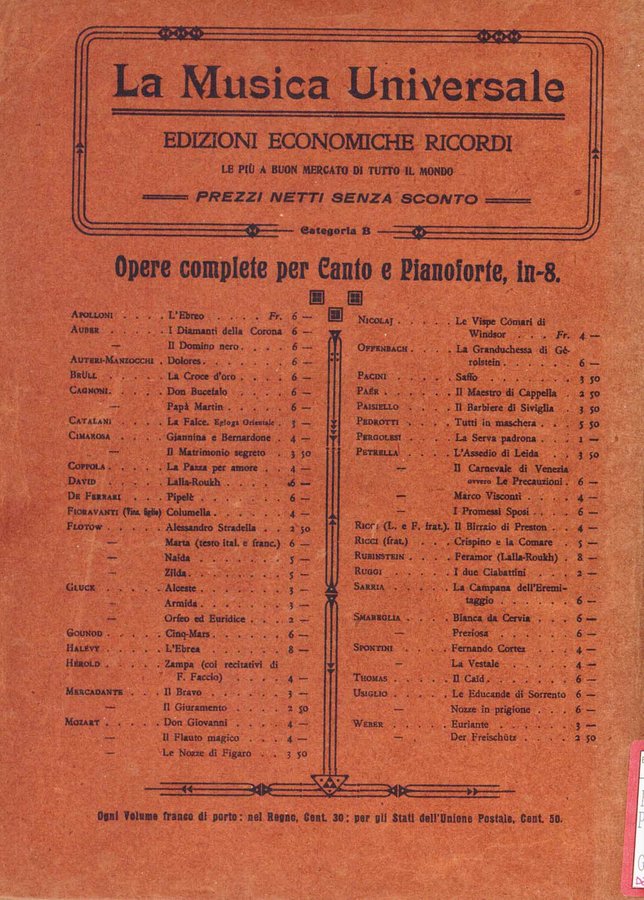 La Musica Universale
EDIZIONI ECONOMICHE RICORDI
LE PIÙ A BUON MERCATO DI TUTTO IL MONDO
PREZZI NETTI SENZA SCONTO
Categoria B
Opere complete per Canto e Pianoforte, in-8.
APOLLONI . . . . . L'Ebreo . . . . . . Fr. 6 —
AUBER . . . . . . I Diamanti della Corona 6 —
— Il Domino nero . . . . . 6 —
AUTERI-MANZOCCHI . Dolores . . . . . . . . 6 —
BRÜLL . . . . . . La Croce d'oro . . . . . 6 —
CAGNONI . . . . . Don Bucefalo . . . . . 6 —
— Papà Martin . . . . . . 6 —
CATALANI . . . . . La Falce. Egloga Orientale . 3 —
CIMAROSA . . . . . Giannina e Bernardone . 4 —
— Il Matrimonio segreto . . 3 50
COPPOLA . . . . . La Pazza per amore . . . 4 —
DAVID . . . . . . Lalla-Roukh . . . . . . 6 —
DE FERRARI . . . . Pipelè . . . . . . . . 6 —
FIORAVANTI (Vinc. figlio) Columella . . . . . . . 4 —
FLOTOW . . . . . . Alessandro Stradella . . . 2 50
— Marta (testo ital. e franc.) 6 —
— Naida . . . . . . . . . 5 —
— Zilda . . . . . . . . . 5 —
GLUCK . . . . . . Alceste . . . . . . . . 3 —
— Armida . . . . . . . . 3 —
— Orfeo ed Euridice . . . 2 —
GOUNOD . . . . . . Cinq-Mars . . . . . . . 6 —
HALÉVY . . . . . . L'Ebrea . . . . . . . . 8 —
HÉROLD . . . . . . Zampa (coi recitativi di
F. Faccio) . . . . . . 4 —
MERCADANTE . . . . Il Bravo . . . . . . . . 3 —
— Il Giuramento . . . . . 2 50
MOZART . . . . . . Don Giovanni . . . . . 4 —
— Il Flauto magico . . . . 4 —
— Le Nozze di Figaro . . . 3 50
NICOLAJ . . . . . Le Vispe Comari di
Windsor . . . . Fr. 4 —
OFFENBACH . . . . La Granduchessa di Gé-
rolstein . . . . . . . 6 —
PACINI . . . . . . Saffo . . . . . . . . . 3 50
PAËR . . . . . . . Il Maestro di Cappella . 2 50
PAISIELLO . . . . Il Barbiere di Siviglia . 3 50
PEDROTTI . . . . . Tutti in maschera . . . 5 50
PERGOLESI . . . . La Serva padrona . . . . 1 —
PETRELLA . . . . . L'Assedio di Leida . . . 3 50
— Il Carnevale di Venezia
ovvero Le Precauzioni . 6 —
— Marco Visconti . . . . . 4 —
— I Promessi Sposi . . . . 6 —
RICCI (L. e F. frat.) . Il Birraio di Preston . . 4 —
RICCI (frat.) . . . Crispino e la Comare . . 5 —
RUBINSTEIN . . . . Feramor (Lalla-Roukh) . 8 —
RUGGI . . . . . . I due Ciabattini . . . . 2 —
SARRIA . . . . . . La Campana dell'Eremi-
taggio . . . . . . . . 6 —
SMAREGLIA . . . . Bianca da Cervia . . . . 6 —
— Preziosa . . . . . . . . 6 —
SPONTINI . . . . . Fernando Cortez . . . . 4 —
— La Vestale . . . . . . . 4 —
THOMAS . . . . . . Il Caïd . . . . . . . . 6 —
USIGLIO . . . . . Le Educande di Sorrento 6 —
— Nozze in prigione . . . 6 —
WEBER . . . . . . Euriante . . . . . . . . 3 —
— Der Freischütz . . . . . 2 50
Ogni Volume franco di porto: nel Regno, Cent. 30; per gli Stati dell'Unione Postale, Cent. 50.